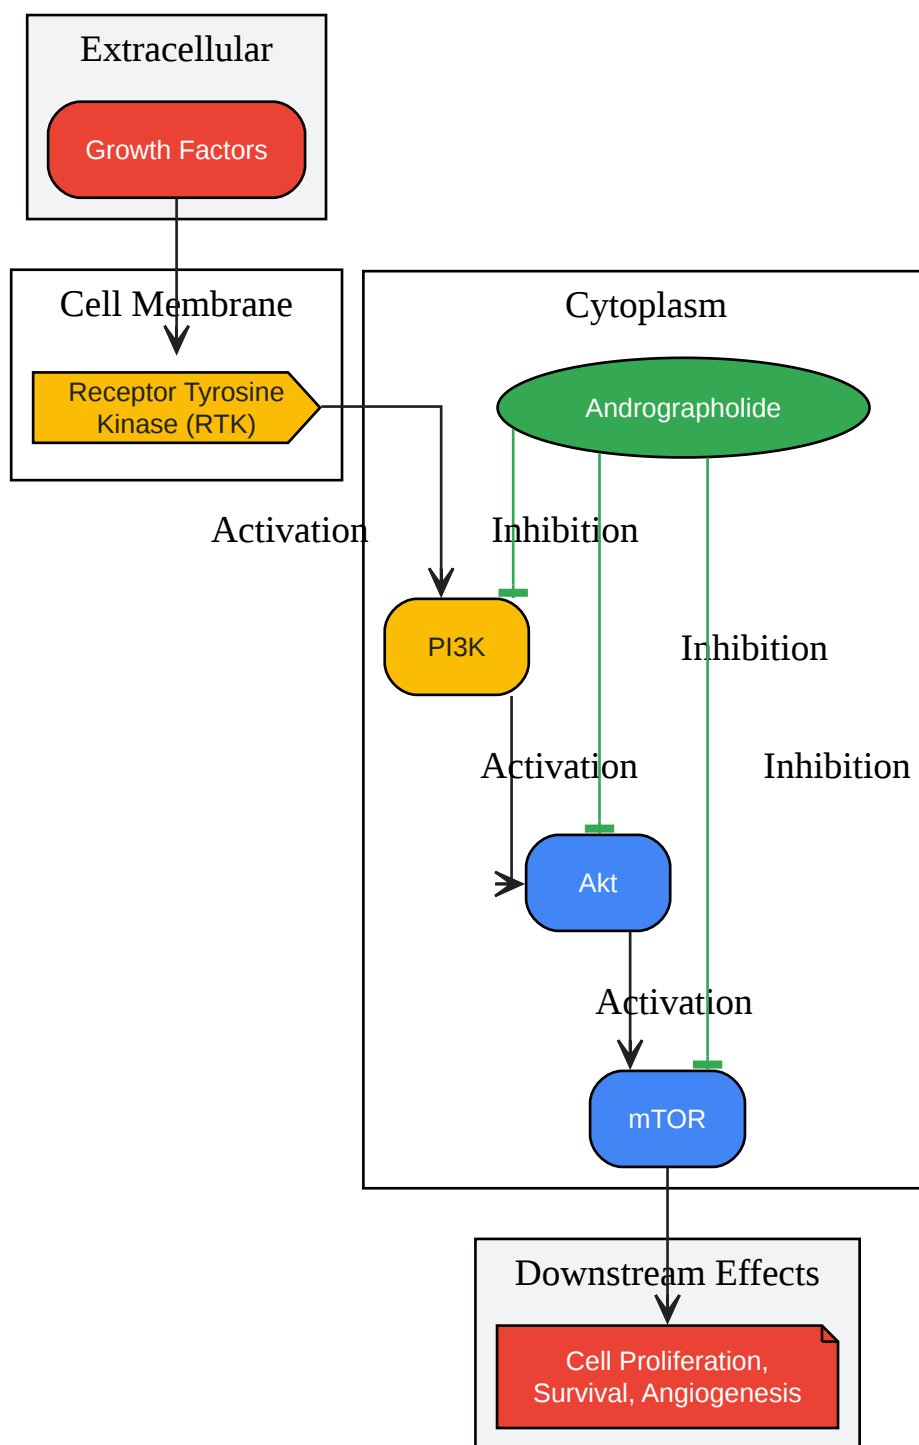 Extracellular
Growth Factors
Cell Membrane
Cytoplasm
Receptor Tyrosine
Kinase (RTK)
Andrographolide
Activation
Inhibition
PI3K
Inhibition
Activation
Inhibition
Akt
Activation
mTOR
Downstream Effects
Cell Proliferation,
Survival, Angiogenesis